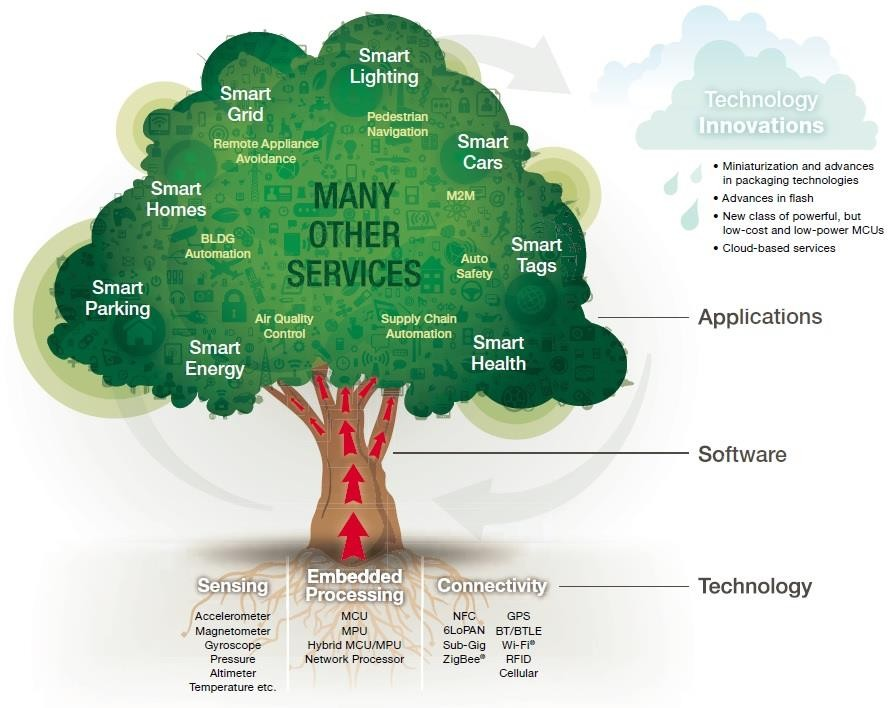 Smart
Lighting
Smart
Grid
Pedestrian
Navigation
Remote Appliance
Avoidance
Smart
Cars
Smart
Homes
MANY
OTHER
SERVICES
M2M
BLDG
Automation
Auto
Safety
Smart
Tags
Smart
Parking
Air Quality
Control
Supply Chain
Automation
Smart
Energy
Smart
Health
Technology
Innovations
• Miniaturization and advances
in packaging technologies
• Advances in flash
• New class of powerful, but
low-cost and low-power MCUs
• Cloud-based services
Applications
Software
Technology
Sensing
Accelerometer
Magnetometer
Gyroscope
Pressure
Altimeter
Temperature etc.
Embedded
Processing
MCU
MPU
Hybrid MCU/MPU
Network Processor
Connectivity
NFC
6LoPAN
Sub-Gig
ZigBee®
GPS
BT/BTLE
Wi-Fi®
RFID
Cellular